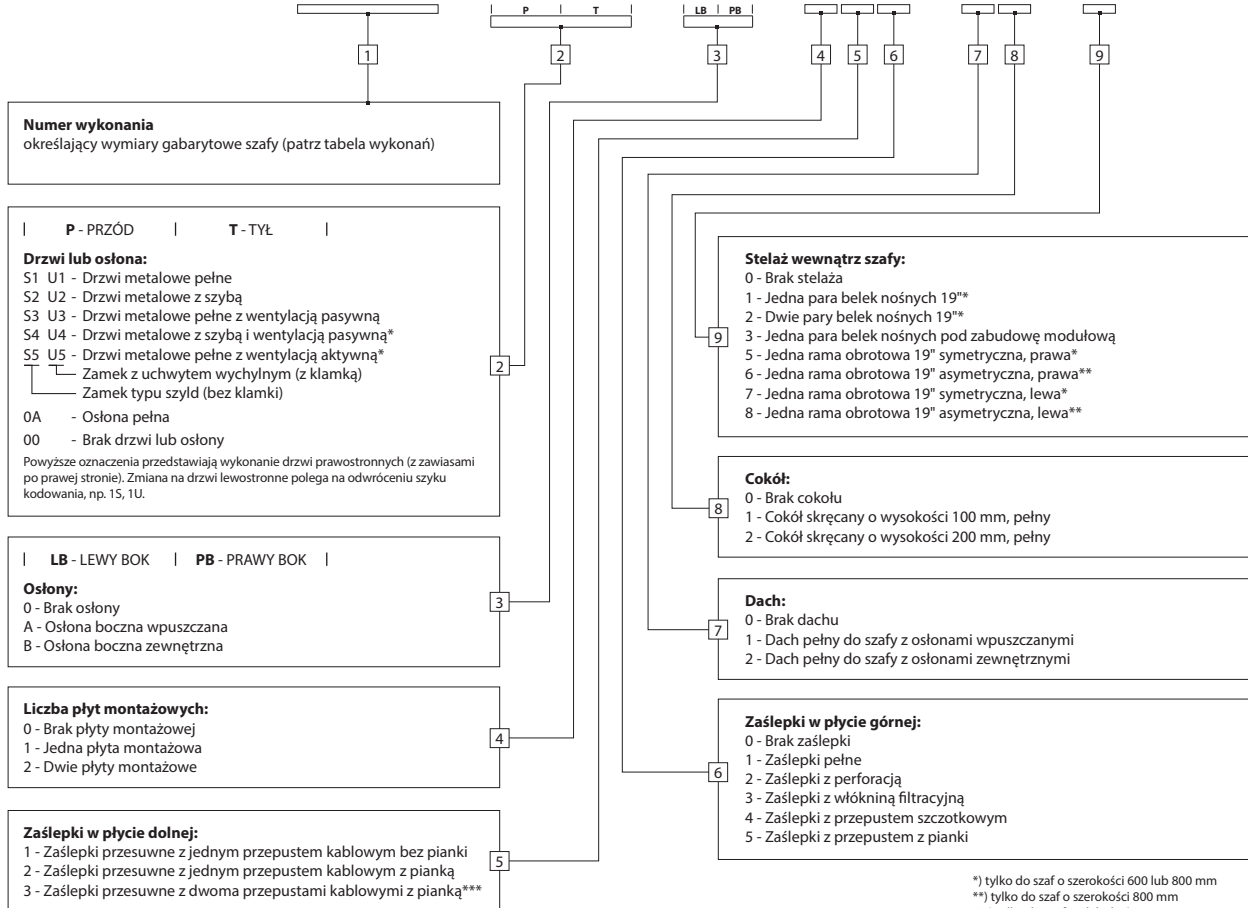 P T LB PB
1 2 3 4 5 6 7 8 9
Numer wykonania
określający wymiary gabarytowe szafy (patrz tabela wykonań)
| P - PRZÓD | T - TYŁ |
Drzwi lub osłona:
S1 U1 - Drzwi metalowe pełne
S2 U2 - Drzwi metalowe z szybą
S3 U3 - Drzwi metalowe pełne z wentylacją pasywną
S4 U4 - Drzwi metalowe z szybą i wentylacją pasywną*
S5 U5 - Drzwi metalowe pełne z wentylacją aktywną*
Zamek z uchwytem wychylnym (z klamką)
Zamek typu szyld (bez klamki)
0A - Osłona pełna
00 - Brak drzwi lub osłony
Powyższe oznaczenia przedstawiają wykonanie drzwi prawostronnych (z zawiasami
po prawej stronie). Zmiana na drzwi lewostronne polega na odwróceniu szyku
kodowania, np. 1S, 1U.
2
| LB - LEWY BOK | PB - PRAWY BOK |
Osłony:
0 - Brak osłony
A - Osłona boczna wpuszczana
B - Osłona boczna zewnętrzna
3
Liczba płyt montażowych:
0 - Brak płyty montażowej
1 - Jedna płyta montażowa
2 - Dwie płyty montażowe
4
Zaślepki w płycie dolnej:
1 - Zaślepki przesuwne z jednym przepustem kablowym bez pianki
2 - Zaślepki przesuwne z jednym przepustem kablowym z pianką
3 - Zaślepki przesuwne z dwoma przepustami kablowymi z pianką***
5
Stelaż wewnątrz szafy:
0 - Brak stelaża
1 - Jedna para belek nośnych 19"*
2 - Dwie pary belek nośnych 19"*
3 - Jedna para belek nośnych pod zabudowę modułową
5 - Jedna rama obrotowa 19" symetryczna, prawa*
6 - Jedna rama obrotowa 19" asymetryczna, prawa**
7 - Jedna rama obrotowa 19" symetryczna, lewa*
8 - Jedna rama obrotowa 19" asymetryczna, lewa**
9
Cokół:
0 - Brak cokołu
1 - Cokół skręcany o wysokości 100 mm, pełny
2 - Cokół skręcany o wysokości 200 mm, pełny
8
Dach:
0 - Brak dachu
1 - Dach pełny do szafy z osłonami wpuszczanymi
2 - Dach pełny do szafy z osłonami zewnętrznymi
7
Zaślepki w płycie górnej:
0 - Brak zaślepki
1 - Zaślepki pełne
2 - Zaślepki z perforacją
3 - Zaślepki z włókniną filtracyjną
4 - Zaślepki z przepustem szczotkowym
5 - Zaślepki z przepustem z pianki
6
*) tylko do szaf o szerokości 600 lub 800 mm
**) tylko do szaf o szerokości 800 mm